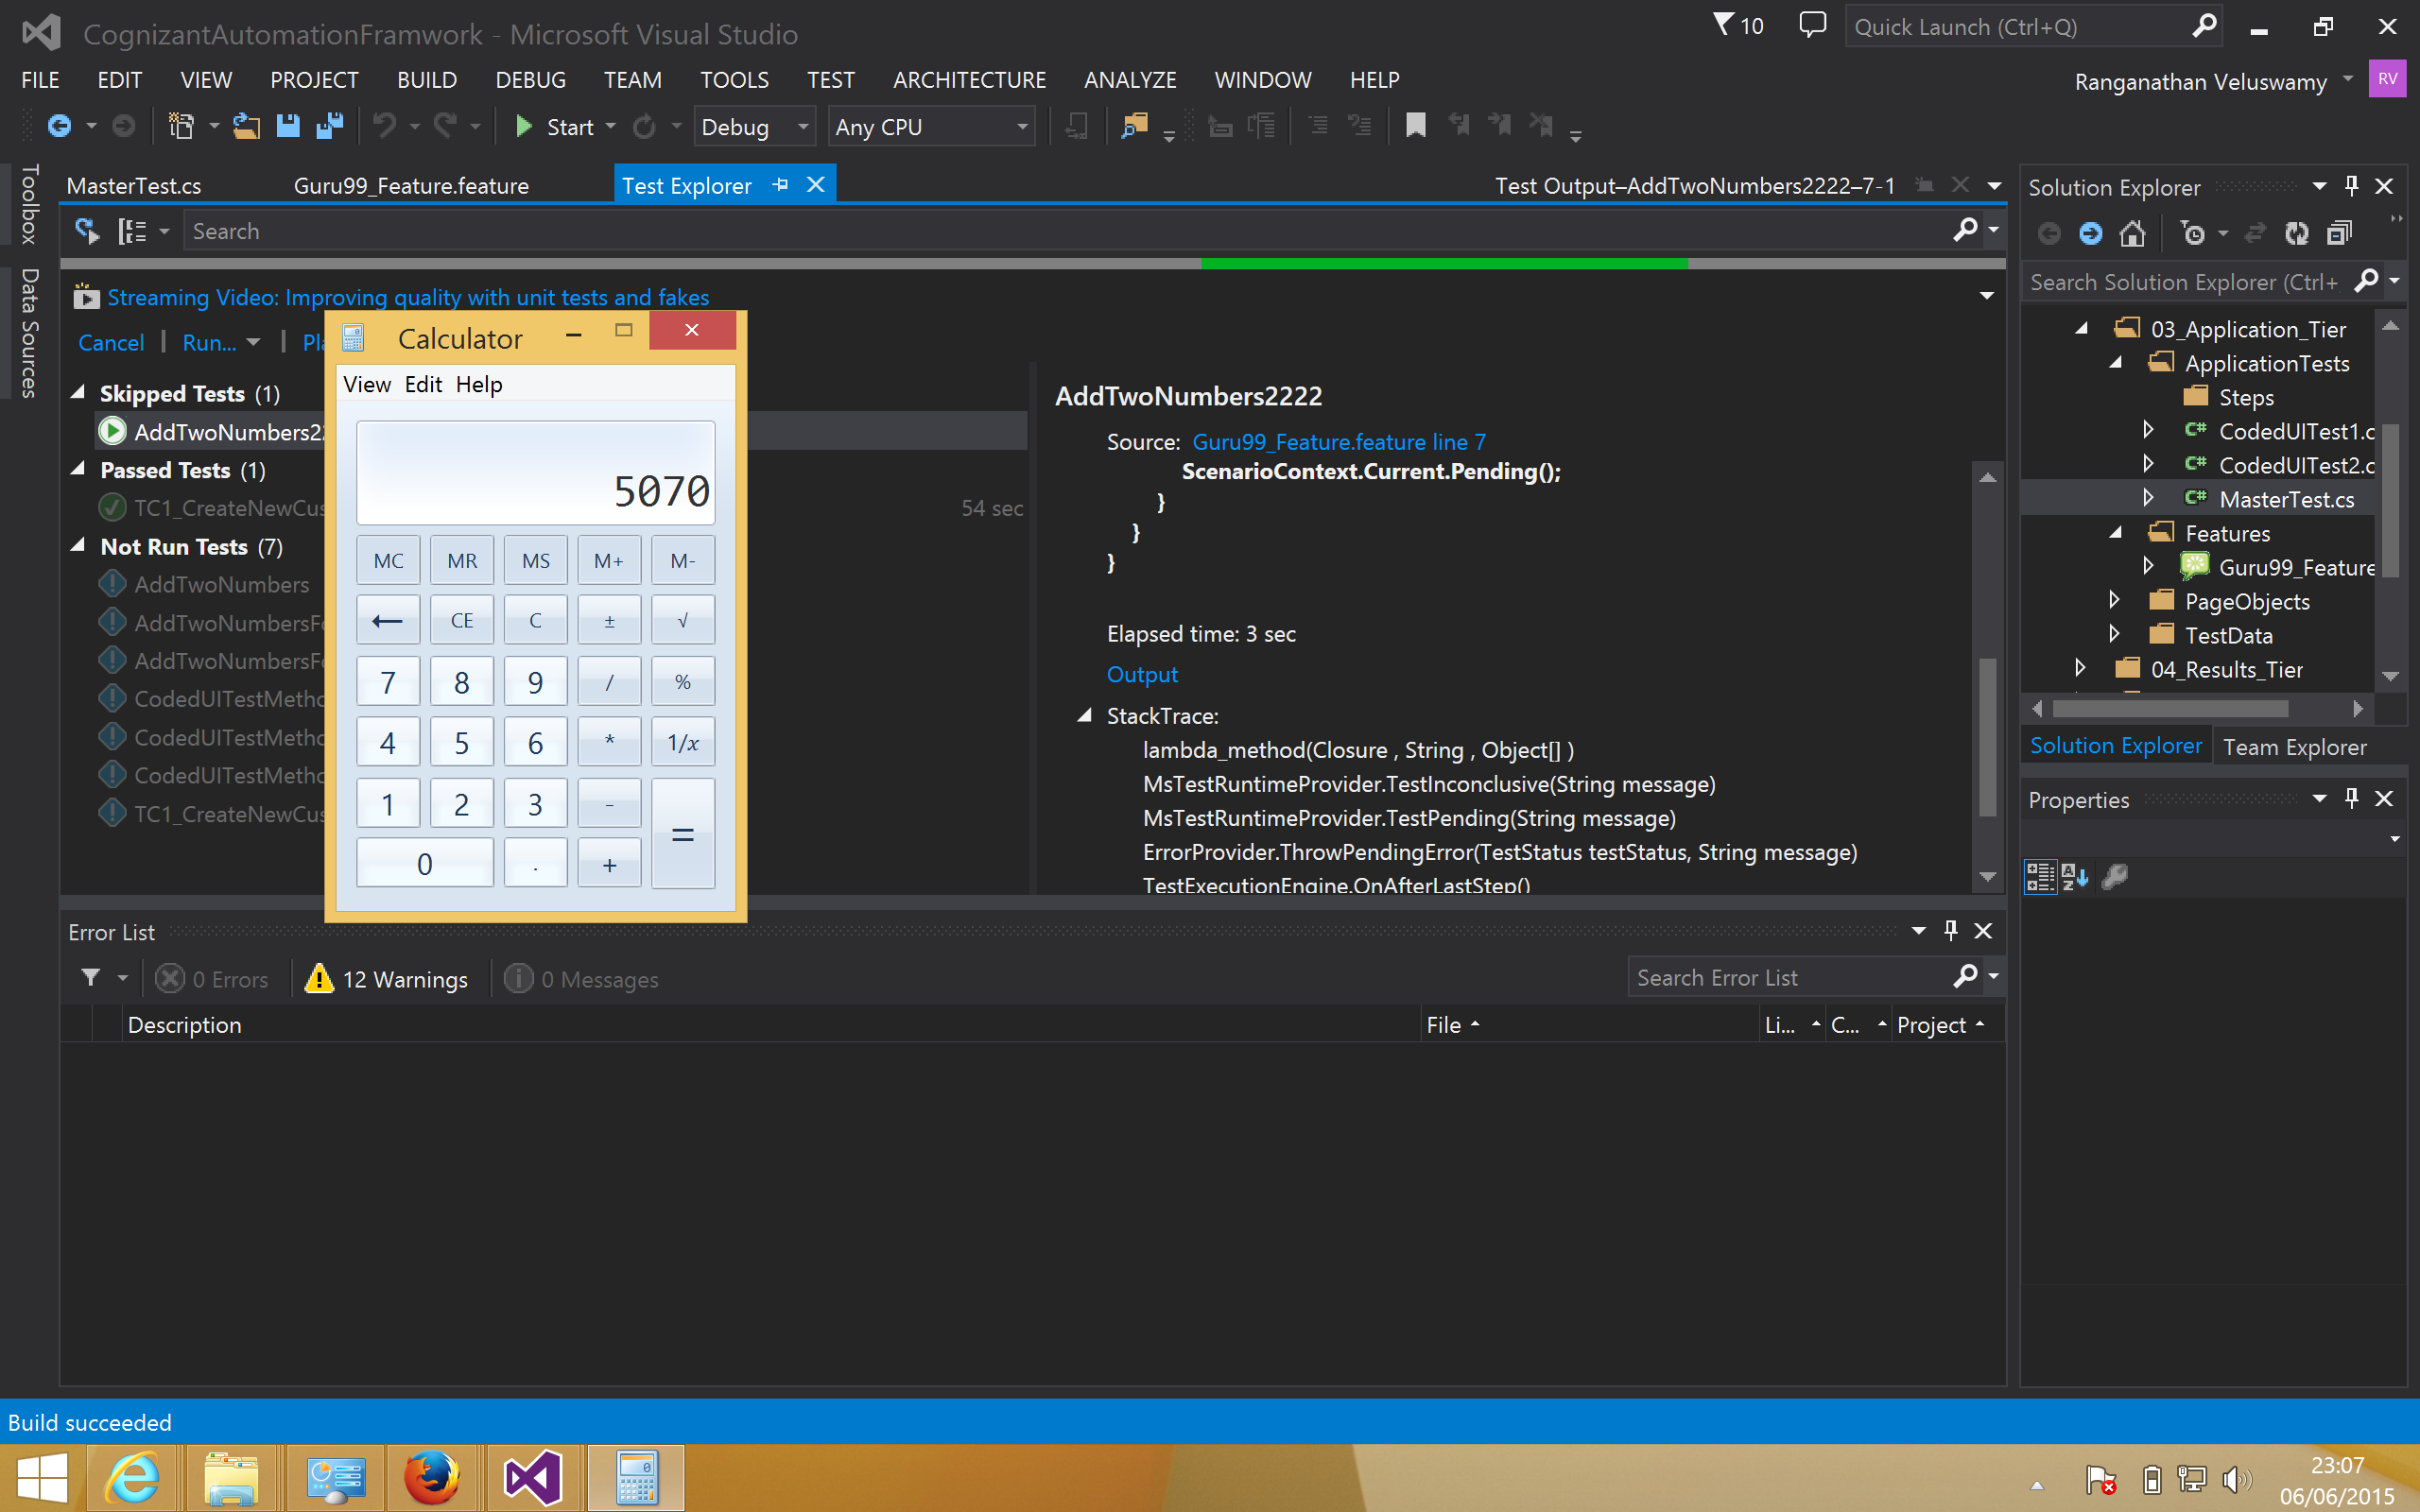 CognizantAutomationFramwork - Microsoft Visual Studio
10
Quick Launch (Ctrl+Q)
FILE EDIT VIEW PROJECT BUILD DEBUG TEAM TOOLS TEST ARCHITECTURE ANALYZE WINDOW HELP
Ranganathan Veluswamy RV
Start Debug Any CPU
Toolbox
Data Sources
MasterTest.cs Guru99_Feature.feature Test Explorer Test Output–AddTwoNumbers2222–7-1
Search
Streaming Video: Improving quality with unit tests and fakes
Cancel Run...
Skipped Tests (1)
AddTwoNumbers22
Passed Tests (1)
TC1_CreateNewCus 54 sec
Not Run Tests (7)
AddTwoNumbers
AddTwoNumbersFo
AddTwoNumbersFo
CodedUITestMetho
CodedUITestMetho
CodedUITestMetho
TC1_CreateNewCus
Calculator
View Edit Help
5070
MC MR MS M+ M-
← CE C ± √
7 8 9 / %
4 5 6 * 1/x
1 2 3 - =
0 . +
AddTwoNumbers2222
Source: Guru99_Feature.feature line 7
ScenarioContext.Current.Pending();
}
}
}
Elapsed time: 3 sec
Output
StackTrace:
lambda_method(Closure , String , Object[] )
MsTestRuntimeProvider.TestInconclusive(String message)
MsTestRuntimeProvider.TestPending(String message)
ErrorProvider.ThrowPendingError(TestStatus testStatus, String message)
TestExecutionEngine.OnAfterLastStep()
Error List
0 Errors 12 Warnings 0 Messages
Search Error List
Description File Li... C... Project
Solution Explorer
Search Solution Explorer (Ctrl+
03_Application_Tier
ApplicationTests
Steps
CodedUITest1.c
CodedUITest2.c
MasterTest.cs
Features
Guru99_Feature
PageObjects
TestData
04_Results_Tier
Solution Explorer Team Explorer
Properties
Build succeeded
23:07
06/06/2015